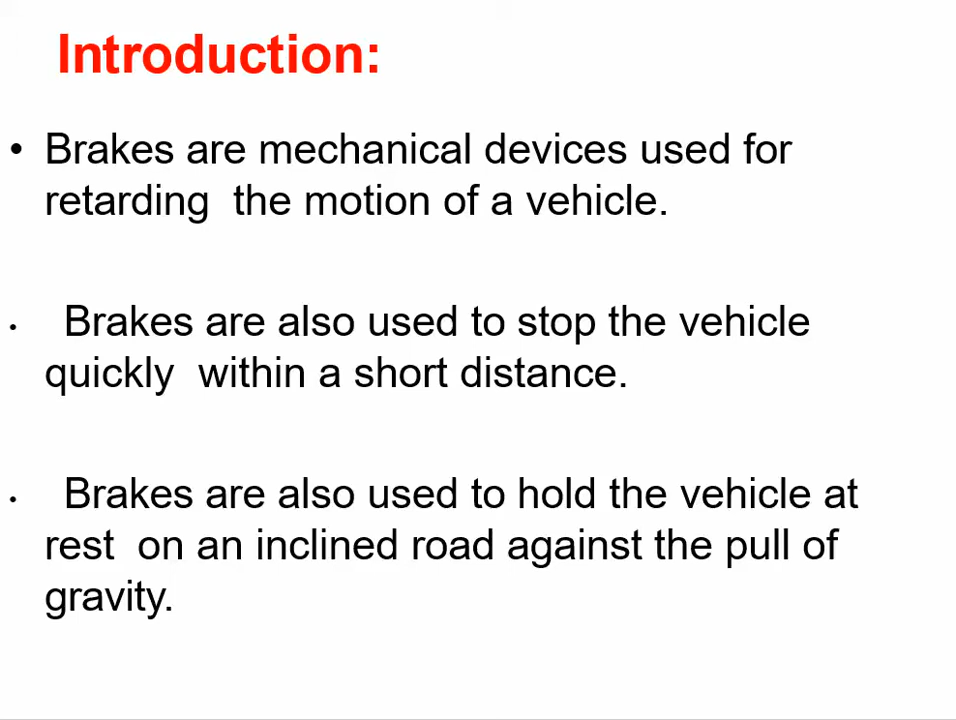 Introduction:
• Brakes are mechanical devices used for
retarding  the motion of a vehicle.
• Brakes are also used to stop the vehicle
quickly  within a short distance.
• Brakes are also used to hold the vehicle at
rest  on an inclined road against the pull of
gravity.